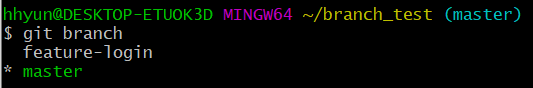 hhyun@DESKTOP-ETUOK3D MINGW64 ~/branch_test (master)
$ git branch
  feature-login
* master